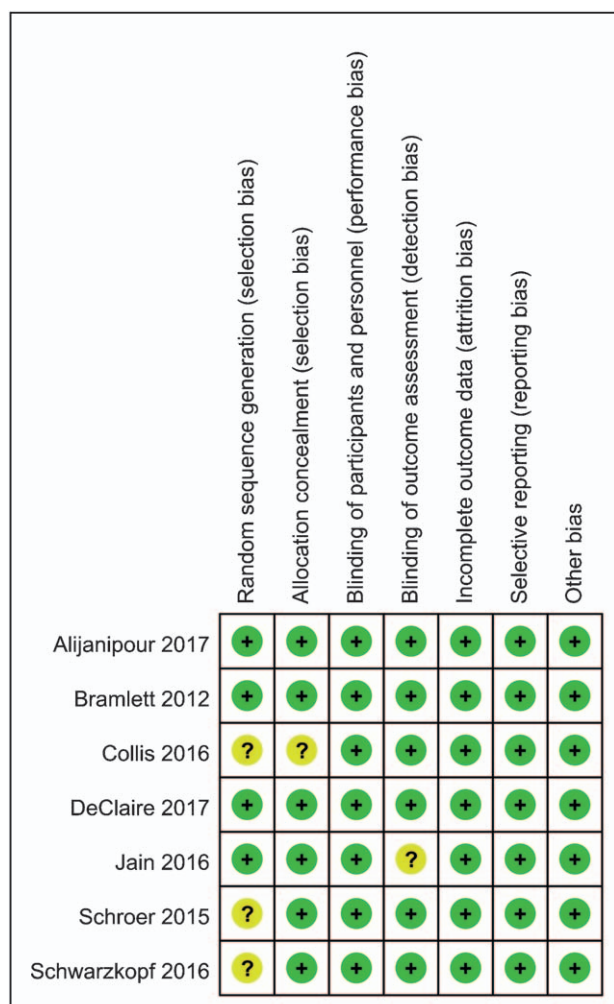 Random sequence generation (selection bias)
Allocation concealment (selection bias)
Blinding of participants and personnel (performance bias)
Blinding of outcome assessment (detection bias)
Incomplete outcome data (attrition bias)
Selective reporting (reporting bias)
Other bias
Alijanipour 2017 + + + + + + +
Bramlett 2012 + + + + + + +
Collis 2016 ? ? + + + + +
DeClaire 2017 + + + + + + +
Jain 2016 + + + ? + + +
Schroer 2015 ? + + + + + +
Schwarzkopf 2016 ? + + + + + +